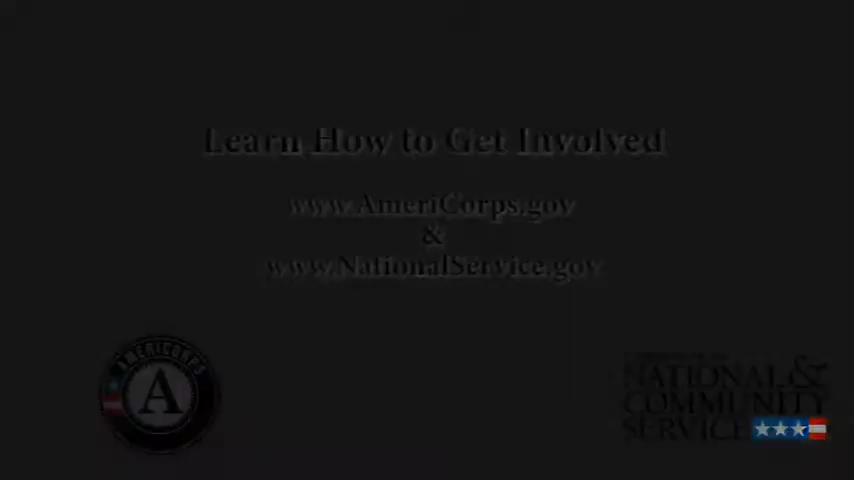 Learn How to Get Involved
www.AmeriCorps.gov
&
www.NationalService.gov
AMERICORPS
A
NATIONAL &
COMMUNITY
SERVICE